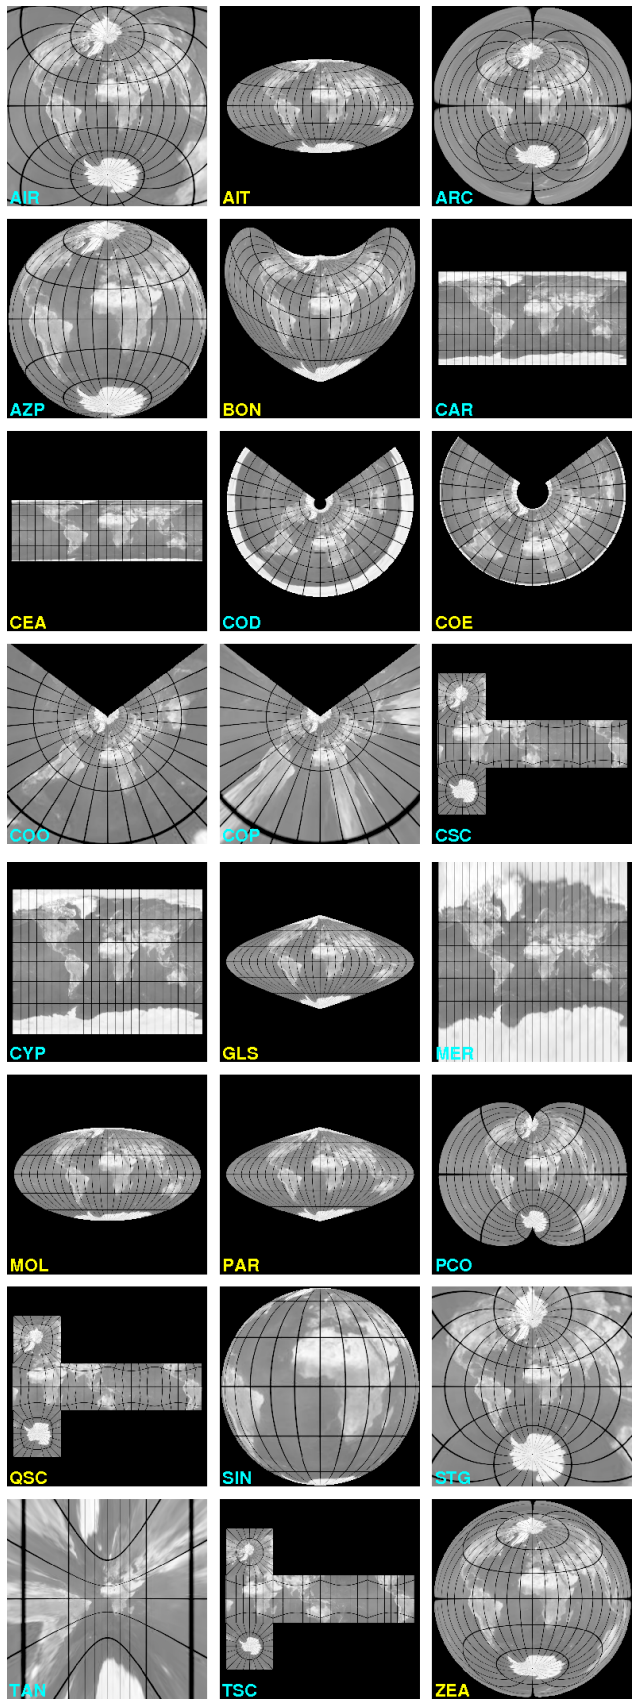 AIR
AIT
ARC
AZP
BON
CAR
CEA
COD
COE
COO
COP
CSC
CYP
GLS
MER
MOL
PAR
PCO
QSC
SIN
STG
TAN
TSC
ZEA